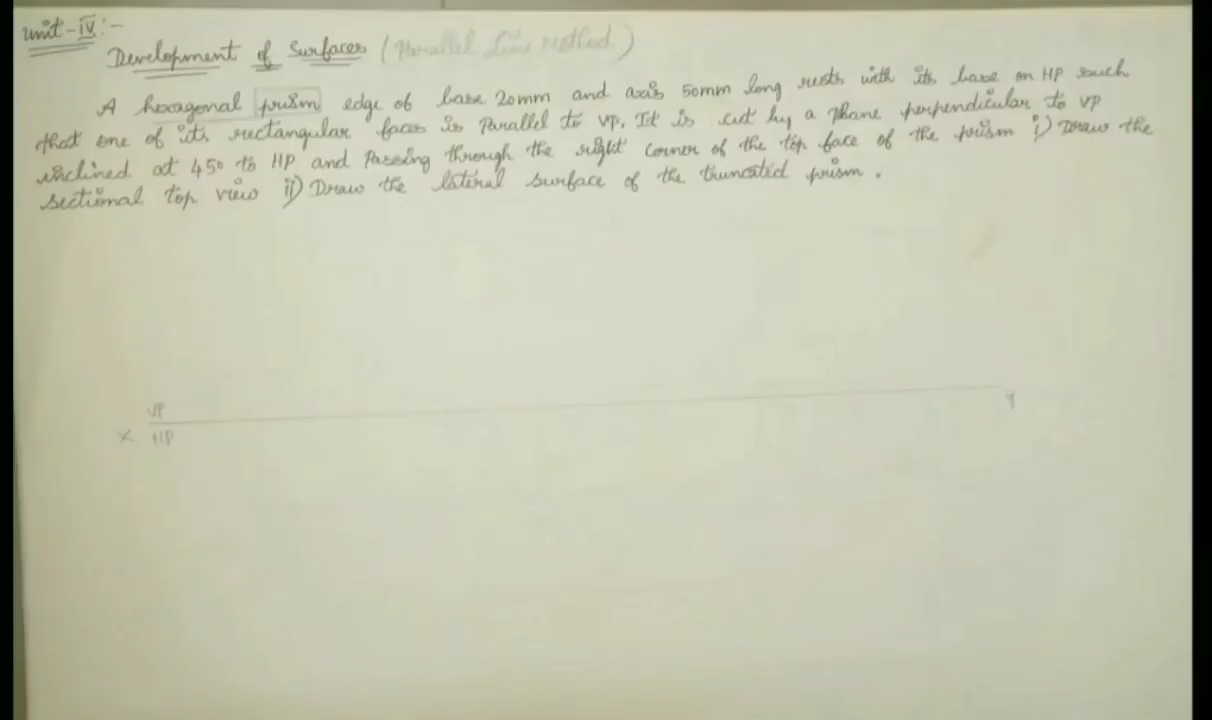 Unit-IV:-
Development of Surfaces (Parallel Line Method)
A hexagonal prism edge of base 20mm and axis 50mm long rests with its base on HP such
that one of its rectangular faces is Parallel to VP. It is cut by a Plane perpendicular to VP
inclined at 45° to HP and Passing through the right corner of the top face of the prism i) Draw the
sectional top view ii) Draw the lateral surface of the truncated prism.
VP
X HP Y